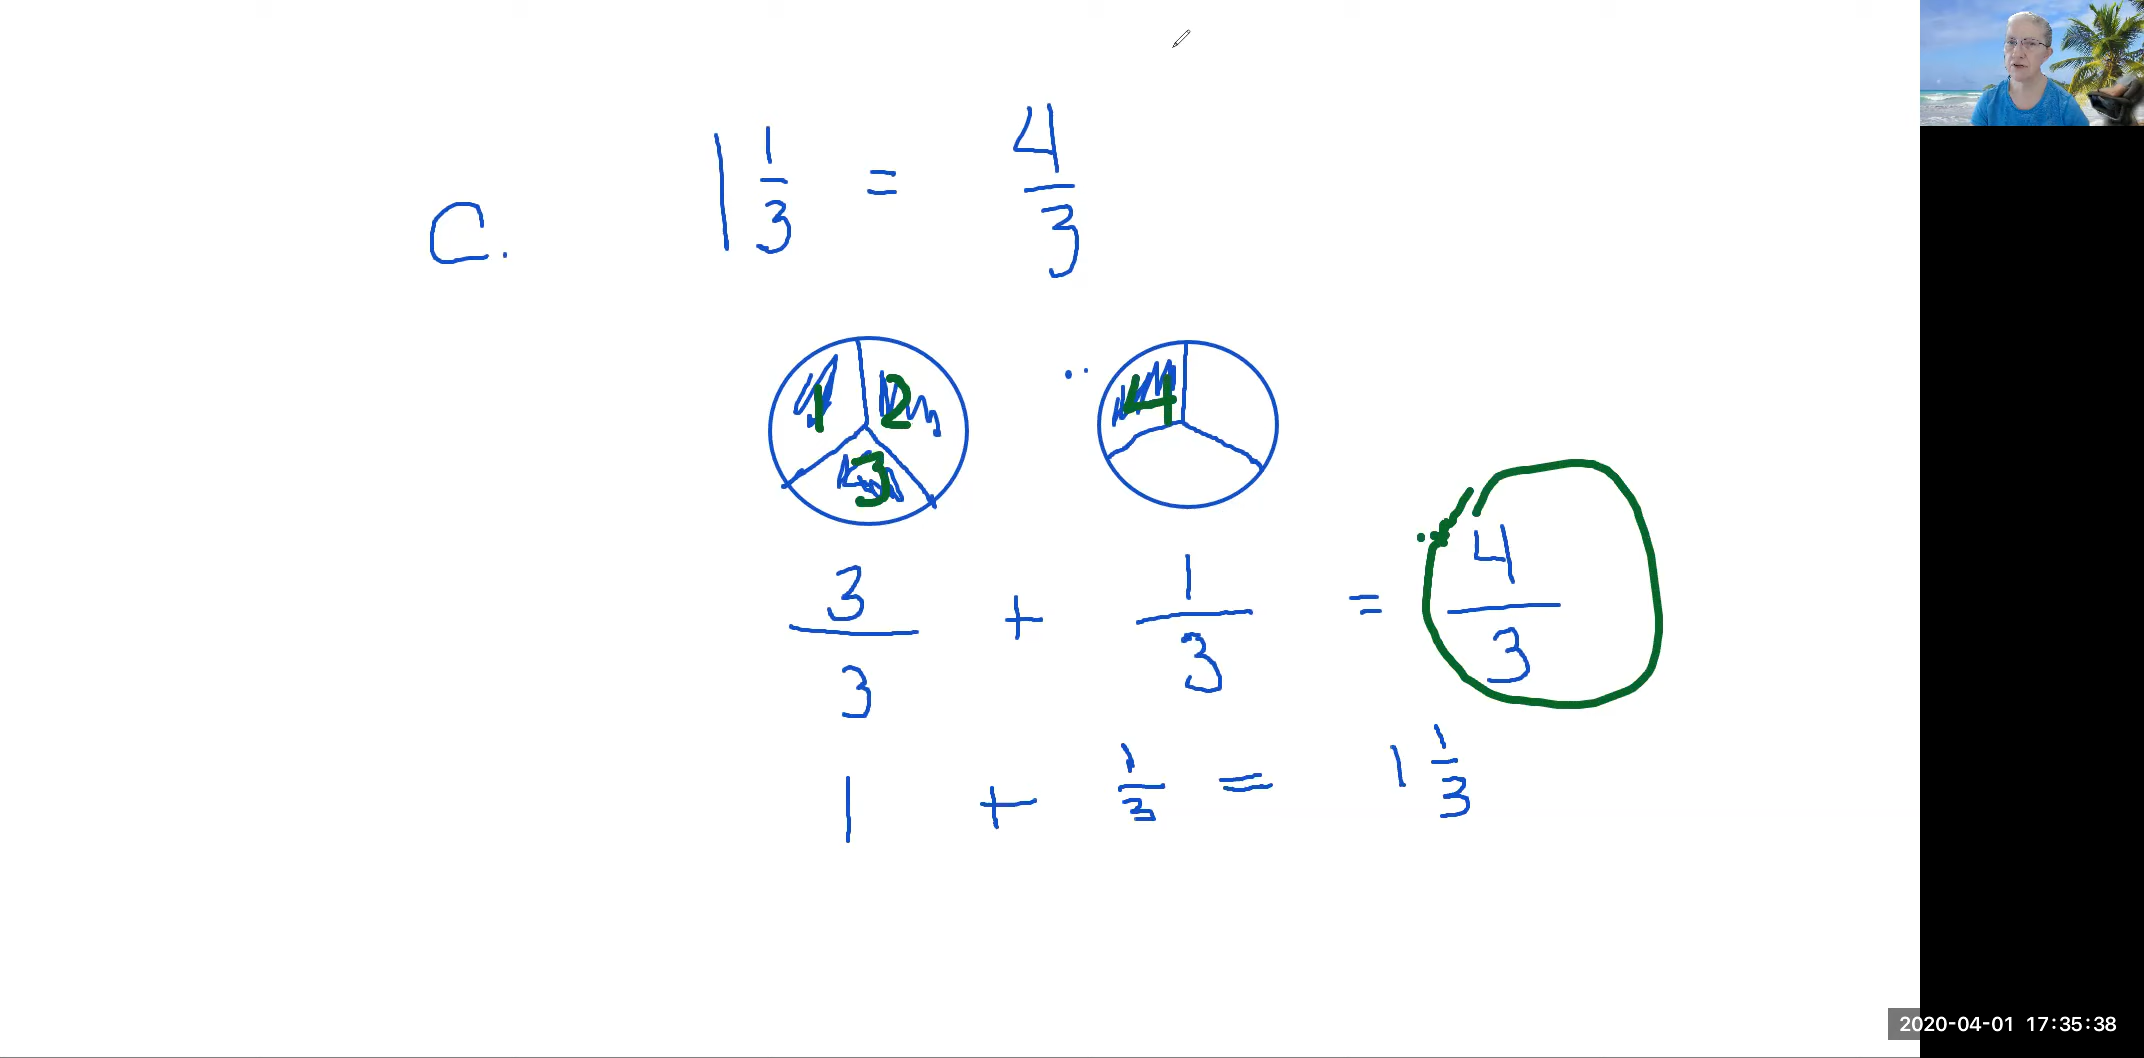 C. 1 1/3 = 4/3
1 2 3 4
3/3 + 1/3 = 4/3
1 + 1/3 = 1 1/3
2020-04-01 17:35:38